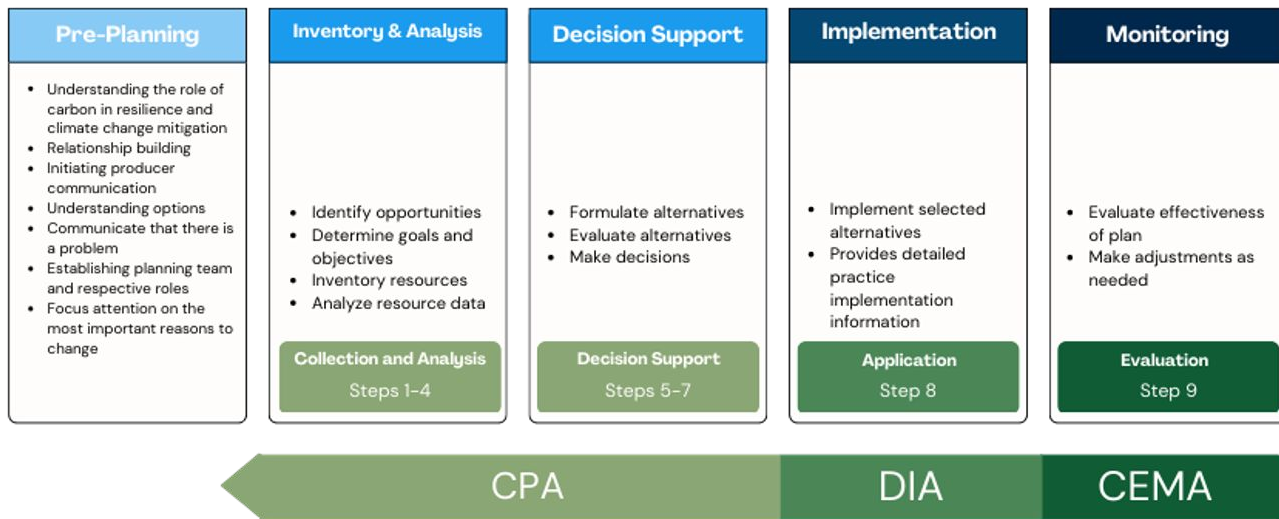 Pre-Planning
• Understanding the role of
carbon in resilience and
climate change mitigation
• Relationship building
• Initiating producer
communication
• Understanding options
• Communicate that there is
a problem
• Establishing planning team
and respective roles
• Focus attention on the
most important reasons to
change
Inventory & Analysis
• Identify opportunities
• Determine goals and
objectives
• Inventory resources
• Analyze resource data
Collection and Analysis
Steps 1-4
Decision Support
• Formulate alternatives
• Evaluate alternatives
• Make decisions
Decision Support
Steps 5-7
Implementation
• Implement selected
alternatives
• Provides detailed
practice
implementation
information
Application
Step 8
Monitoring
• Evaluate effectiveness
of plan
• Make adjustments as
needed
Evaluation
Step 9
CPA
DIA
CEMA